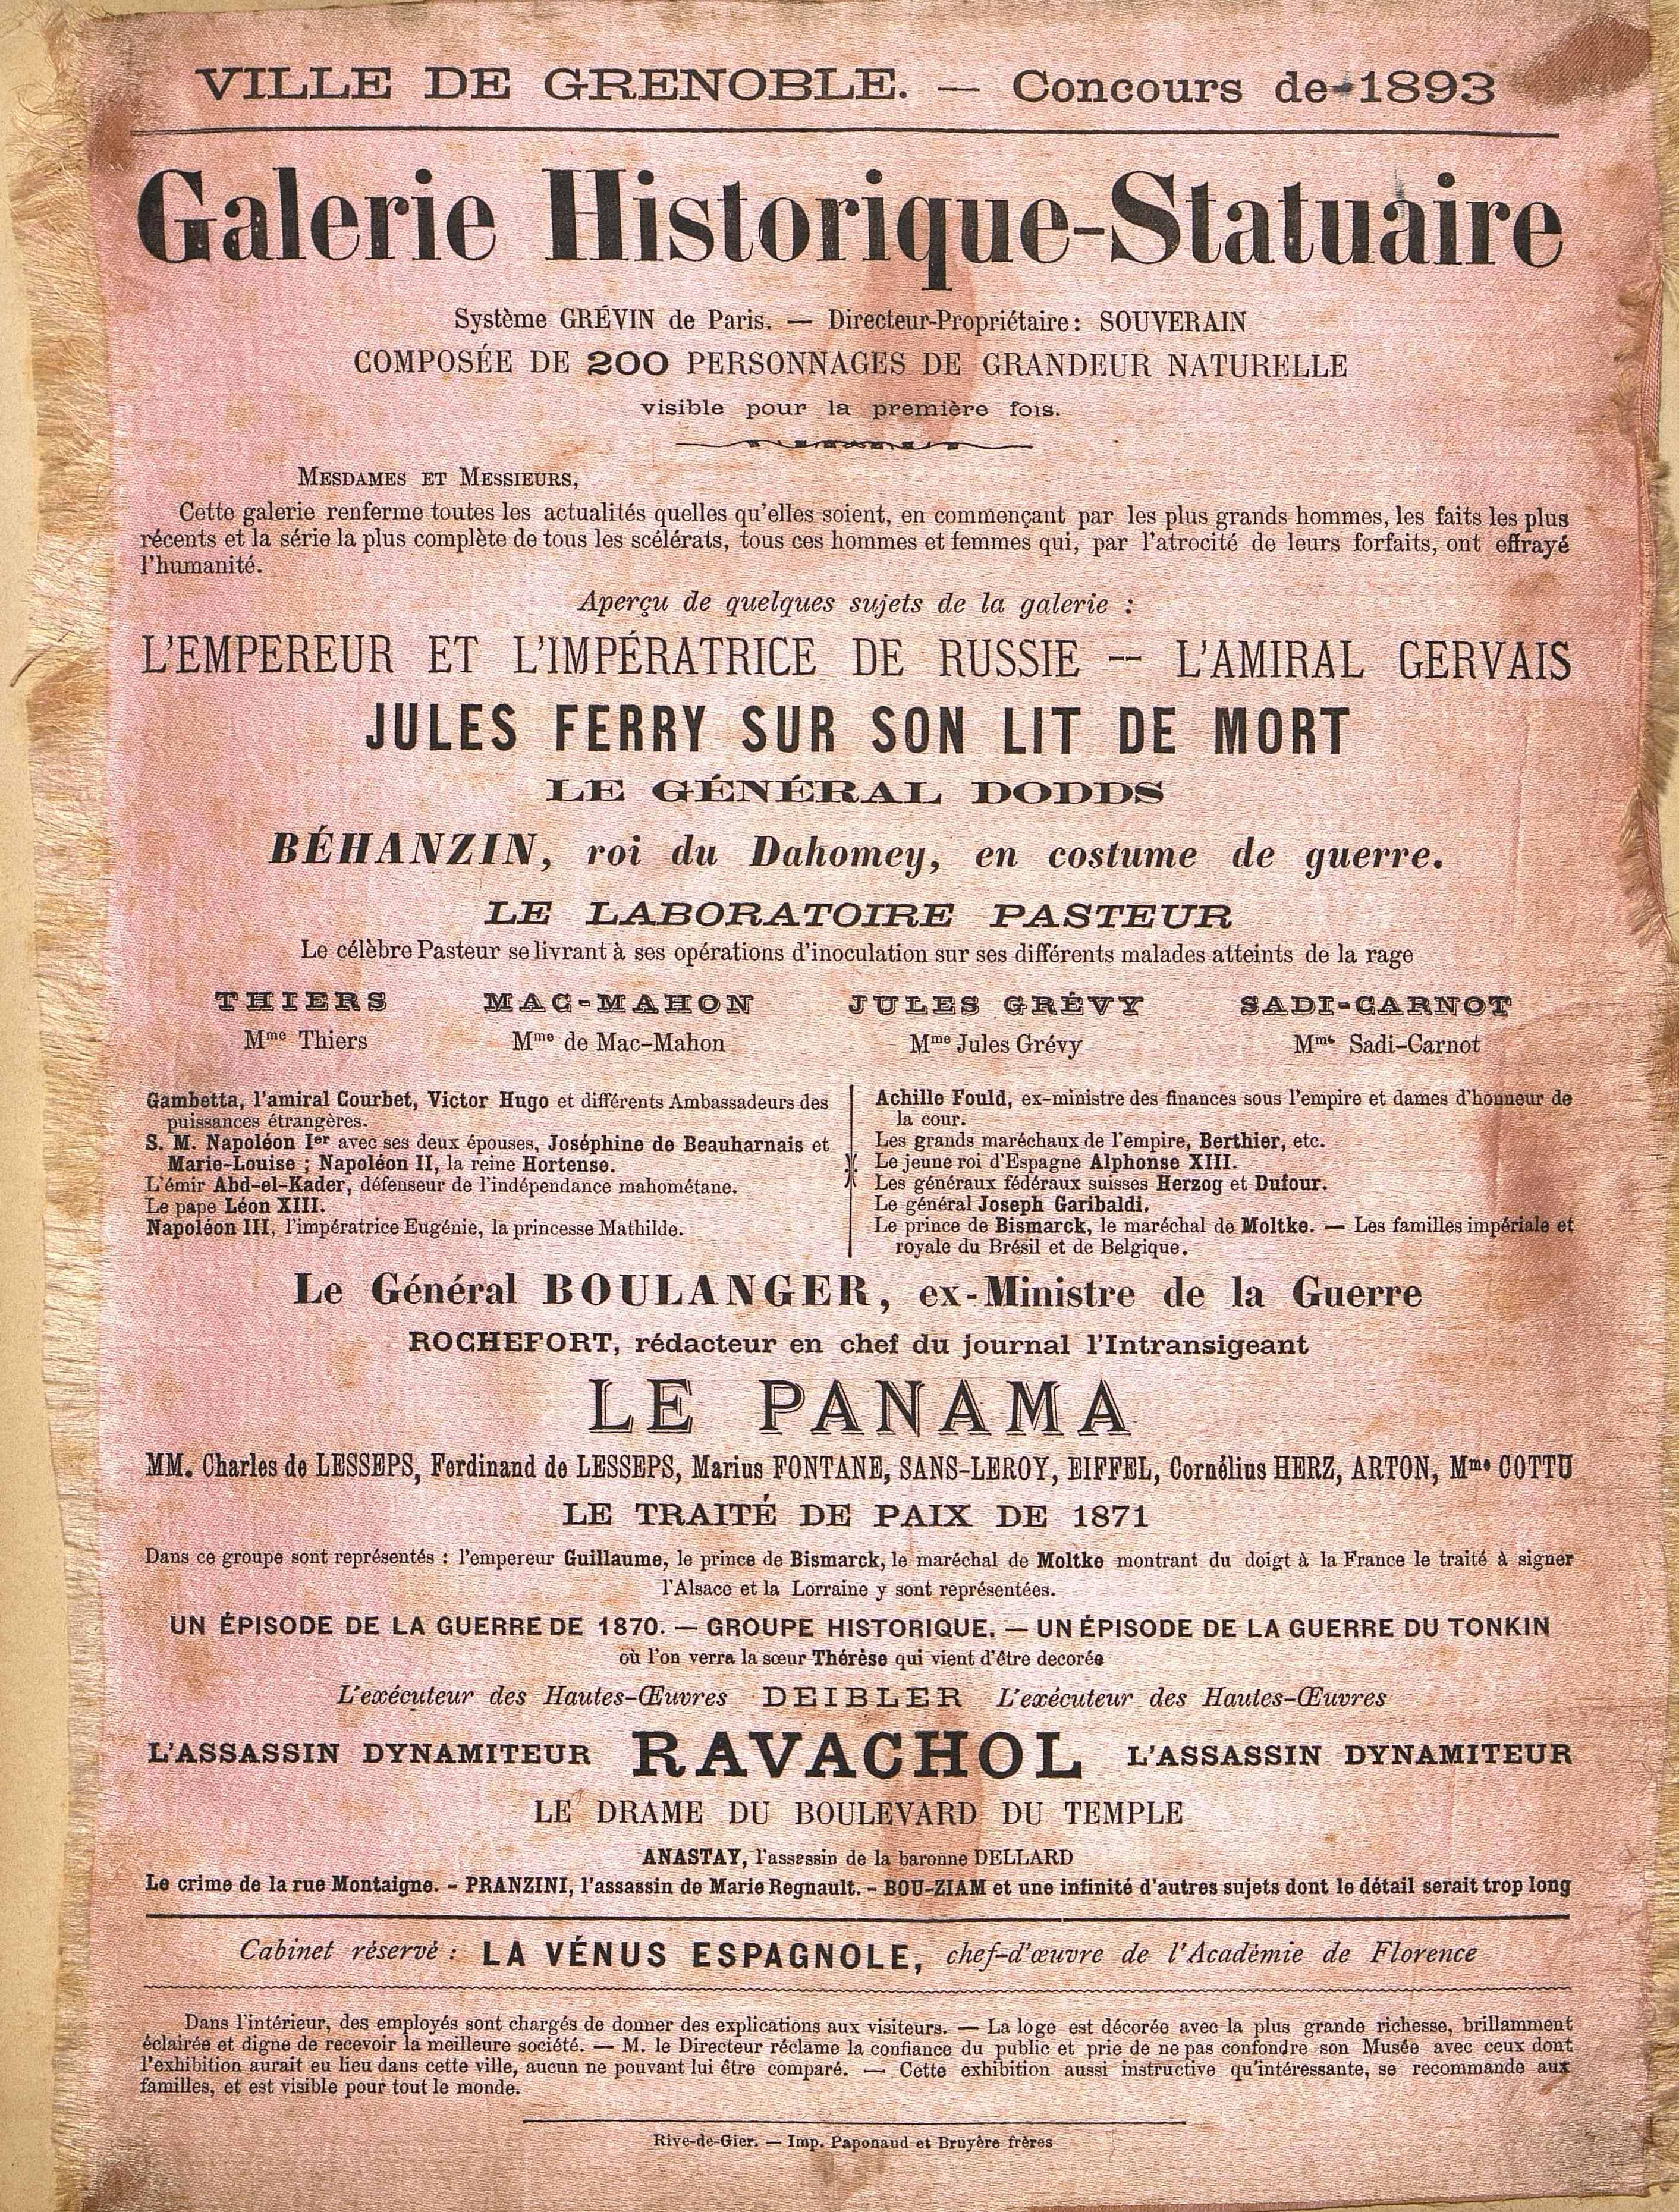 VILLE DE GRENOBLE. — Concours de 1893
Galerie Historique-Statuaire
Système GRÉVIN de Paris. — Directeur-Propriétaire: SOUVERAIN
COMPOSÉE DE 200 PERSONNAGES DE GRANDEUR NATURELLE
visible pour la première fois.
MESDAMES ET MESSIEURS,
Cette galerie renferme toutes les actualités quelles qu'elles soient, en commençant par les plus grands hommes, les faits les plus
récents et la série la plus complète de tous les scélérats, tous ces hommes et femmes qui, par l'atrocité de leurs forfaits, ont effrayé
l'humanité.
Aperçu de quelques sujets de la galerie :
L'EMPEREUR ET L'IMPÉRATRICE DE RUSSIE — L'AMIRAL GERVAIS
JULES FERRY SUR SON LIT DE MORT
LE GÉNÉRAL DODDS
BÉHANZIN, roi du Dahomey, en costume de guerre.
LE LABORATOIRE PASTEUR
Le célèbre Pasteur se livrant à ses opérations d'inoculation sur ses différents malades atteints de la rage
THIERS MAC-MAHON JULES GRÉVY SADI-CARNOT
Mme Thiers Mme de Mac-Mahon Mme Jules Grévy Mme Sadi-Carnot
Gambetta, l'amiral Courbet, Victor Hugo et différents Ambassadeurs des
puissances étrangères.
S. M. Napoléon Ier avec ses deux épouses, Joséphine de Beauharnais et
Marie-Louise ; Napoléon II, la reine Hortense.
L'émir Abd-el-Kader, défenseur de l'indépendance mahométane.
Le pape Léon XIII.
Napoléon III, l'impératrice Eugénie, la princesse Mathilde.
Achille Fould, ex-ministre des finances sous l'empire et dames d'honneur de
la cour.
Les grands maréchaux de l'empire, Berthier, etc.
Le jeune roi d'Espagne Alphonse XIII.
Les généraux fédéraux suisses Herzog et Dufour.
Le général Joseph Garibaldi.
Le prince de Bismarck, le maréchal de Moltke. — Les familles impériale et
royale du Brésil et de Belgique.
Le Général BOULANGER, ex-Ministre de la Guerre
ROCHEFORT, rédacteur en chef du journal l'Intransigeant
LE PANAMA
MM. Charles de LESSEPS, Ferdinand de LESSEPS, Marius FONTANE, SANS-LEROY, EIFFEL, Cornélius HERZ, ARTON, Mme COTTU
LE TRAITÉ DE PAIX DE 1871
Dans ce groupe sont représentés : l'empereur Guillaume, le prince de Bismarck, le maréchal de Moltke montrant du doigt à la France le traité à signer
l'Alsace et la Lorraine y sont représentées.
UN ÉPISODE DE LA GUERRE DE 1870. — GROUPE HISTORIQUE. — UN ÉPISODE DE LA GUERRE DU TONKIN
où l'on verra la sœur Thérèse qui vient d'être decorée
L'exécuteur des Hautes-Œuvres DEIBLER L'exécuteur des Hautes-Œuvres
L'ASSASSIN DYNAMITEUR RAVACHOL L'ASSASSIN DYNAMITEUR
LE DRAME DU BOULEVARD DU TEMPLE
ANASTAY, l'assassin de la baronne DELLARD
Le crime de la rue Montaigne. - PRANZINI, l'assassin de Marie Regnault. - BOU-ZIAM et une infinité d'autres sujets dont le détail serait trop long
Cabinet réservé : LA VÉNUS ESPAGNOLE, chef-d'œuvre de l'Académie de Florence
Dans l'intérieur, des employés sont chargés de donner des explications aux visiteurs. — La loge est décorée avec la plus grande richesse, brillamment
éclairée et digne de recevoir la meilleure société. — M. le Directeur réclame la confiance du public et prie de ne pas confondre son Musée avec ceux dont
l'exhibition aurait eu lieu dans cette ville, aucun ne pouvant lui être comparé. — Cette exhibition aussi instructive qu'intéressante, se recommande aux
familles, et est visible pour tout le monde.
Rive-de-Gier. — Imp. Paponaud et Bruyère frères